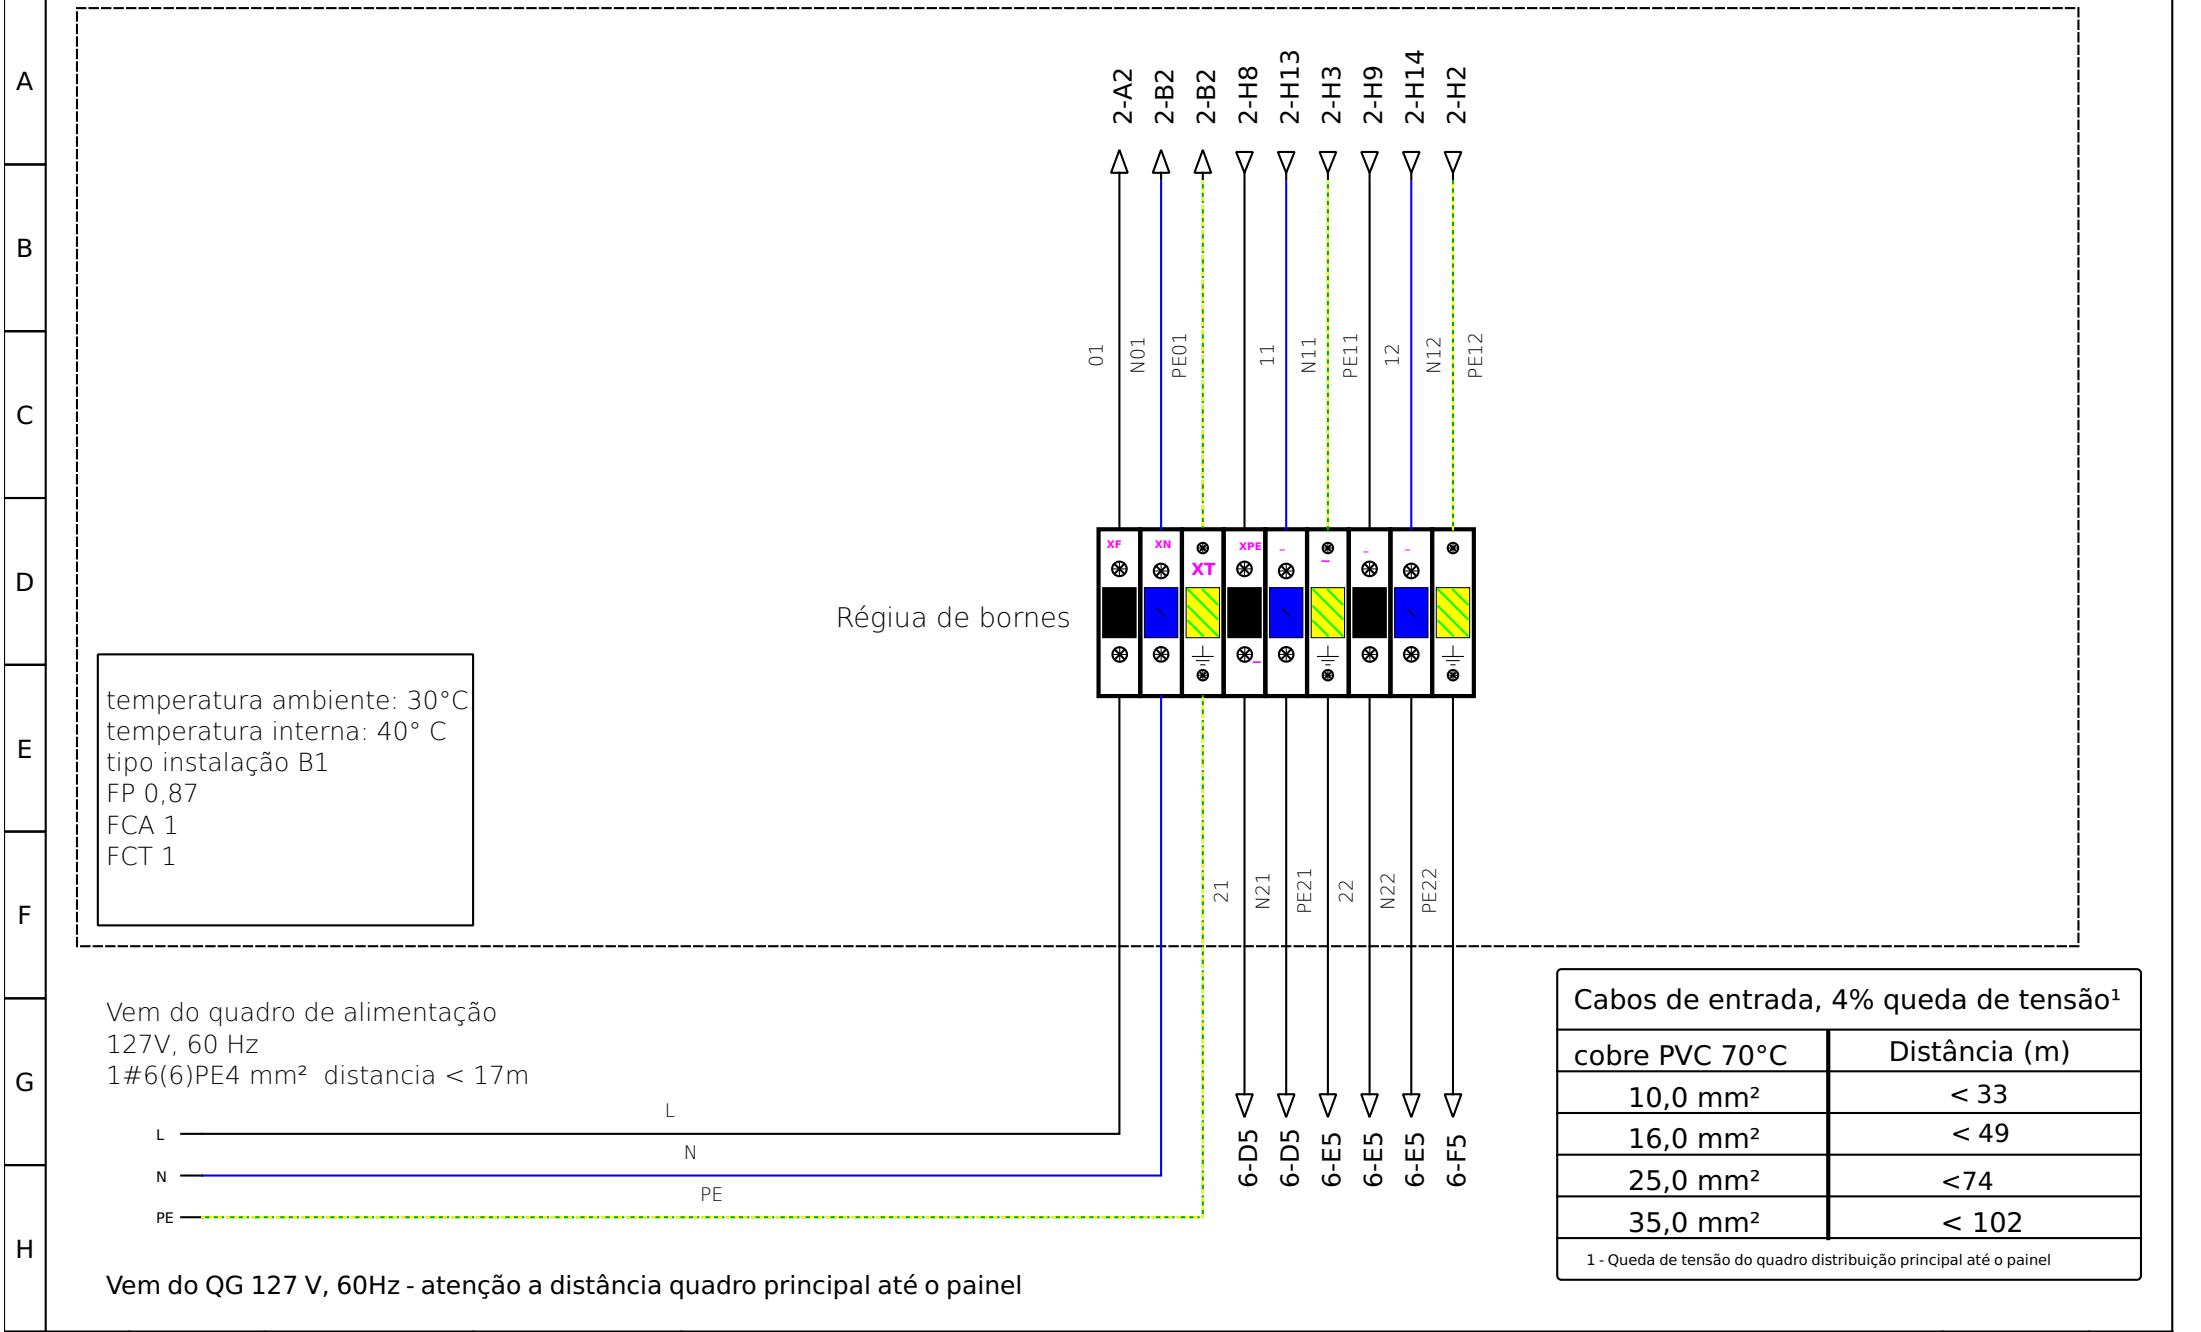 A
B
C
D
E
F
G
H
2-A2
2-B2
2-B2
2-H8
2-H13
2-H3
2-H9
2-H14
2-H2
01
N01
PE01
11
N11
PE11
12
N12
PE12
XF
XN
XT
XPE
Régiua de bornes
temperatura ambiente: 30°C
temperatura interna: 40° C
tipo instalação B1
FP 0,87
FCA 1
FCT 1
21
N21
PE21
22
N22
PE22
6-D5
6-D5
6-E5
6-E5
6-E5
6-F5
Vem do quadro de alimentação
127V, 60 Hz
1#6(6)PE4 mm² distancia < 17m
L
L
N
N
PE
PE
Vem do QG 127 V, 60Hz - atenção a distância quadro principal até o painel
Cabos de entrada, 4% queda de tensão¹
cobre PVC 70°C Distância (m)
10,0 mm² < 33
16,0 mm² < 49
25,0 mm² <74
35,0 mm² < 102
1 - Queda de tensão do quadro distribuição principal até o painel